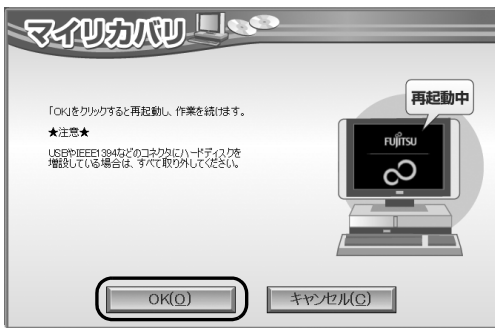 マイリカバリ
「OK」をクリックすると再起動し、作業を続けます。
★注意★
USBやIEEE1394などのコネクタにハードディスクを
増設している場合は、すべて取り外してください。
再起動中
FUJITSU
OK(O)
キャンセル(C)